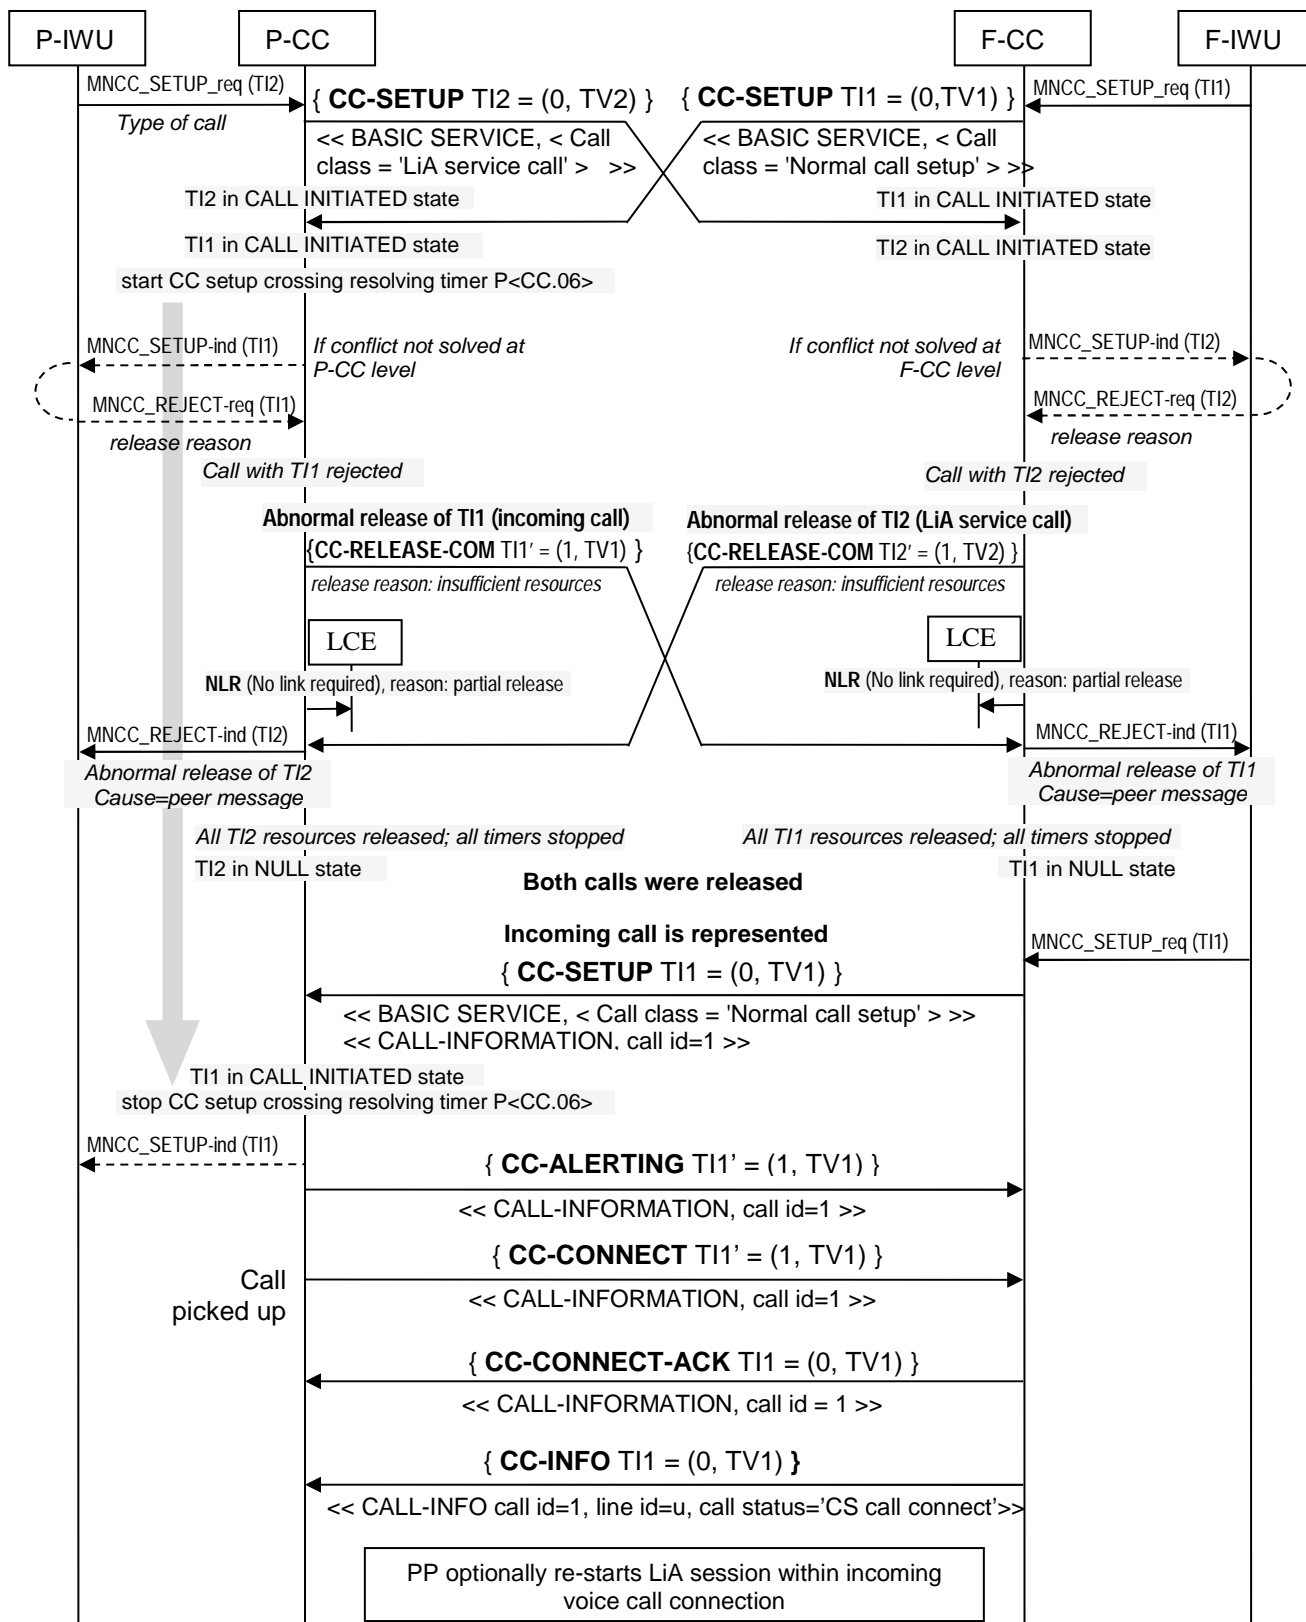 P-IWU
P-CC
F-CC
F-IWU
MNCC_SETUP_req (TI2)
{ CC-SETUP TI2 = (0, TV2) }
{ CC-SETUP TI1 = (0,TV1) }
MNCC_SETUP_req (TI1)
Type of call
<< BASIC SERVICE, < Call
class = 'LiA service call' > >>
<< BASIC SERVICE, < Call
class = 'Normal call setup' > >>
TI2 in CALL INITIATED state
TI1 in CALL INITIATED state
TI1 in CALL INITIATED state
TI2 in CALL INITIATED state
start CC setup crossing resolving timer P<CC.06>
MNCC_SETUP-ind (TI1)
If conflict not solved at
P-CC level
If conflict not solved at
F-CC level
MNCC_SETUP-ind (TI2)
MNCC_REJECT-req (TI1)
MNCC_REJECT-req (TI2)
release reason
release reason
Call with TI1 rejected
Call with TI2 rejected
Abnormal release of TI1 (incoming call)
Abnormal release of TI2 (LiA service call)
{CC-RELEASE-COM TI1’ = (1, TV1) }
{CC-RELEASE-COM TI2’ = (1, TV2) }
release reason: insufficient resources
release reason: insufficient resources
LCE
LCE
NLR (No link required), reason: partial release
NLR (No link required), reason: partial release
MNCC_REJECT-ind (TI2)
MNCC_REJECT-ind (TI1)
Abnormal release of TI2
Cause=peer message
Abnormal release of TI1
Cause=peer message
All TI2 resources released; all timers stopped
All TI1 resources released; all timers stopped
TI2 in NULL state
TI1 in NULL state
Both calls were released
Incoming call is represented
MNCC_SETUP_req (TI1)
{ CC-SETUP TI1 = (0, TV1) }
<< BASIC SERVICE, < Call class = 'Normal call setup' > >>
<< CALL-INFORMATION, call id=1 >>
TI1 in CALL INITIATED state
stop CC setup crossing resolving timer P<CC.06>
MNCC_SETUP-ind (TI1)
{ CC-ALERTING TI1’ = (1, TV1) }
<< CALL-INFORMATION, call id=1 >>
{ CC-CONNECT TI1’ = (1, TV1) }
Call
picked up
<< CALL-INFORMATION, call id=1 >>
{ CC-CONNECT-ACK TI1 = (0, TV1) }
<< CALL-INFORMATION, call id = 1 >>
{ CC-INFO TI1 = (0, TV1) }
<< CALL-INFO call id=1, line id=u, call status=’CS call connect’>>
PP optionally re-starts LiA session within incoming
voice call connection